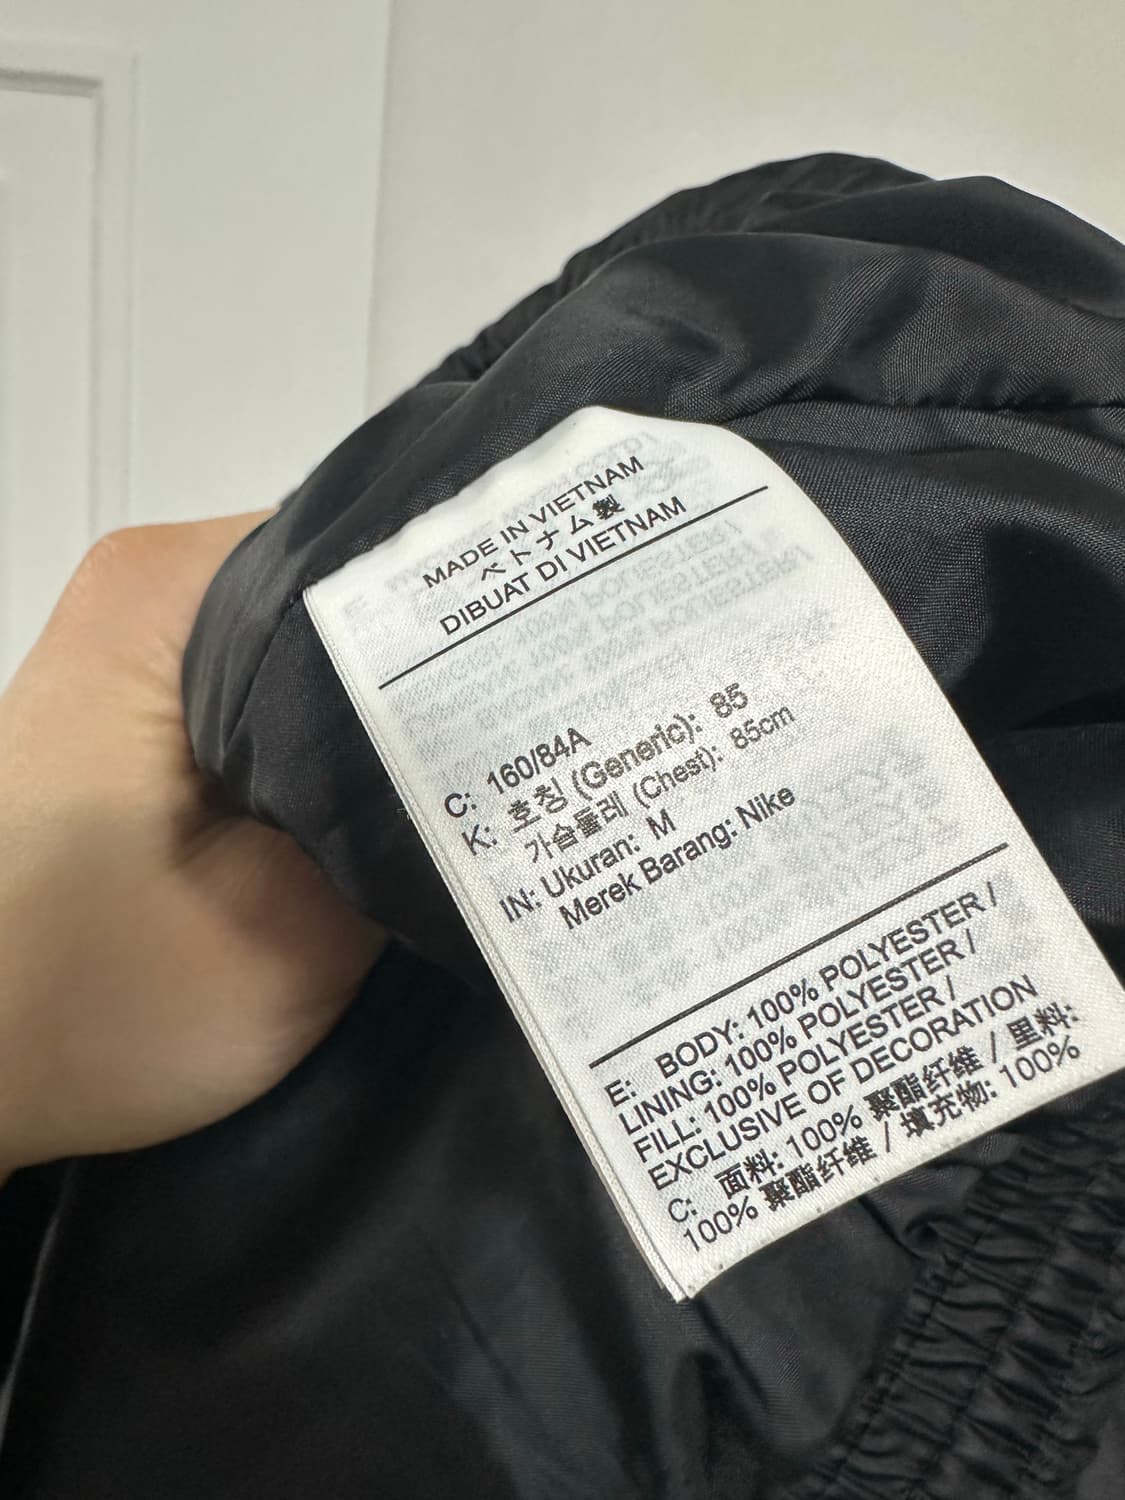 MADE IN VIETNAM
ベトナム製
DIBUAT DI VIETNAM
C: 160/84A
K: 호칭 (Generic): 85
가슴둘레 (Chest): 85cm
IN: Ukuran: M
Merek Barang: Nike
E: BODY: 100% POLYESTER /
LINING: 100% POLYESTER /
FILL: 100% POLYESTER /
EXCLUSIVE OF DECORATION
C: 面料: 100% 聚酯纤维 / 里料:
100% 聚酯纤维 / 填充物: 100%